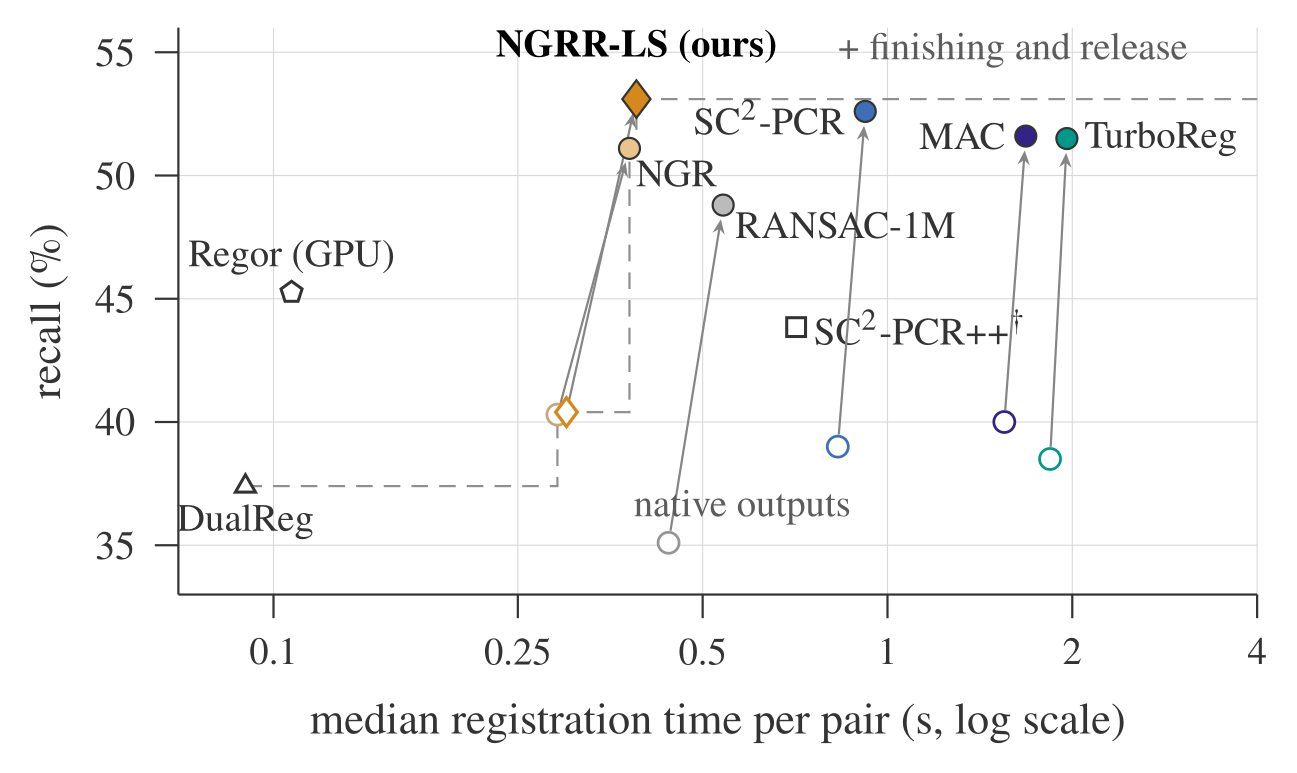 NGRR-LS (ours)
+ finishing and release
55
SC²-PCR
MAC
TurboReg
50
NGR
RANSAC-1M
Regor (GPU)
45
SC²-PCR++†
recall (%)
40
native outputs
DualReg
35
0.1
0.25
0.5
1
2
4
median registration time per pair (s, log scale)